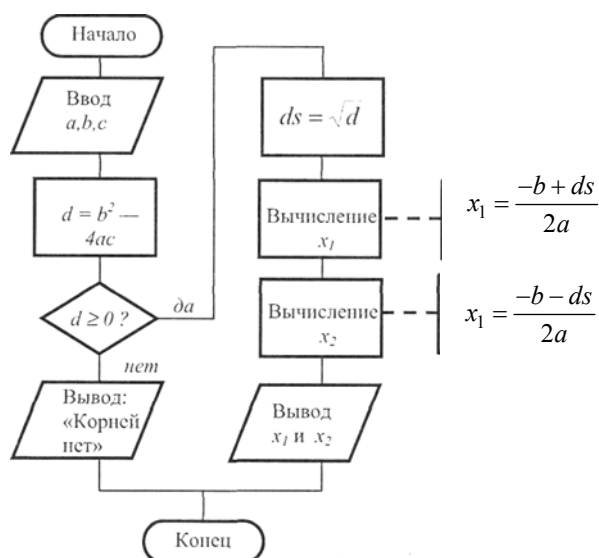 Начало
Ввод
a,b,c
d = b² —
4ac
d ≥ 0 ?
да
нет
Вывод:
«Корней
нет»
ds = √d
Вычисление
x₁
x₁ = (-b + ds) / 2a
Вычисление
x₂
x₁ = (-b - ds) / 2a
Вывод
x₁ и x₂
Конец